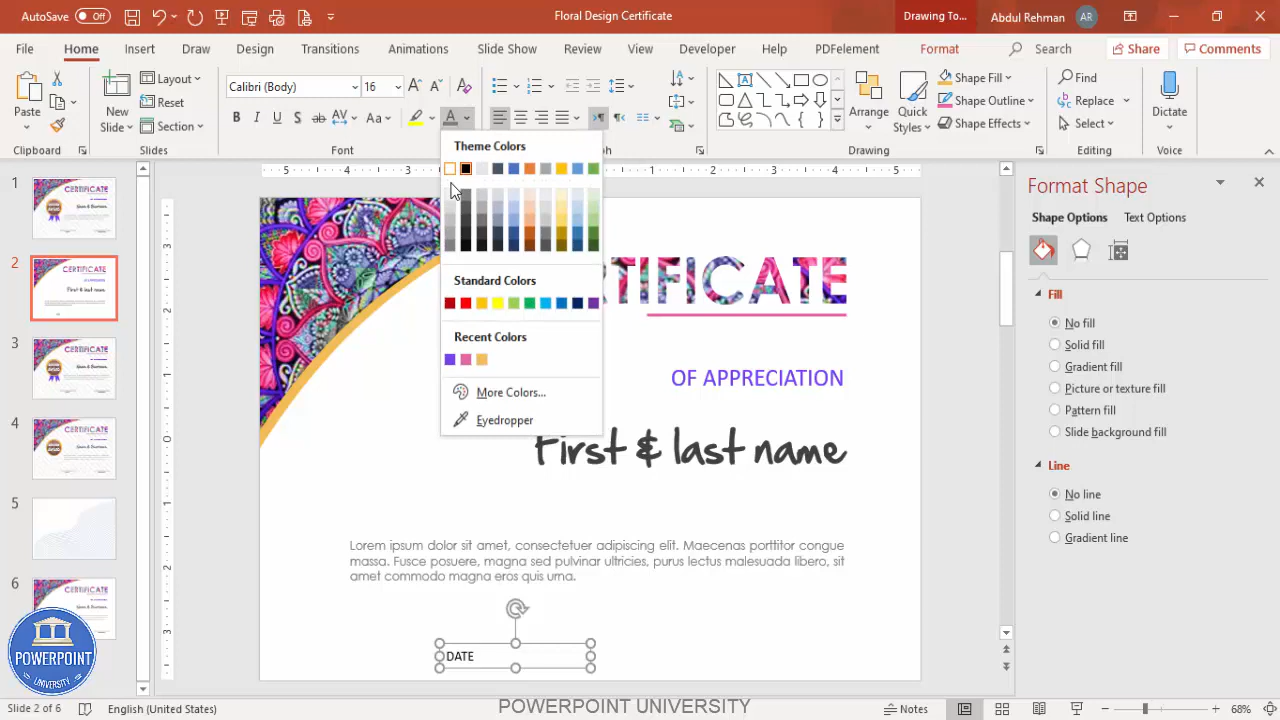 AutoSave Off
Floral Design Certificate
Drawing To...
Abdul Rehman AR
File Home Insert Draw Design Transitions Animations Slide Show Review View Developer Help PDFelement Format Search Share Comments
Paste
New
Slide
Layout
Reset
Section
Calibri (Body) 16
Arrange
Quick
Styles
Shape Fill
Shape Outline
Shape Effects
Find
Replace
Select
Dictate
Clipboard Slides Font Drawing Editing Voice
Theme Colors
Standard Colors
Recent Colors
More Colors...
Eyedropper
1
2
3
4
5
6
OF APPRECIATION
First & last name
Lorem ipsum dolor sit amet, consectetuer adipiscing elit. Maecenas porttitor congue
massa. Fusce posuere, magna sed pulvinar ultricies, purus lectus malesuada libero, sit
amet commodo magna eros quis urna.
DATE
Format Shape
Shape Options Text Options
Fill
No fill
Solid fill
Gradient fill
Picture or texture fill
Pattern fill
Slide background fill
Line
No line
Solid line
Gradient line
POWERPOINT
UNIVERSITY
Slide 2 of 6 English (United States)
POWERPOINT UNIVERSITY
Notes
68%